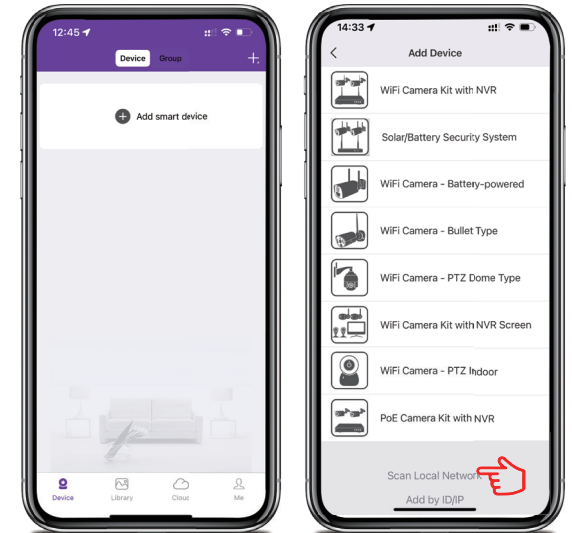 12:45
Device Group
Add smart device
Device Library Cloud Me
14:33
Add Device
WiFi Camera Kit with NVR
Solar/Battery Security System
WiFi Camera - Battery-powered
WiFi Camera - Bullet Type
WiFi Camera - PTZ Dome Type
WiFi Camera Kit with NVR Screen
WiFi Camera - PTZ Indoor
PoE Camera Kit with NVR
Scan Local Network
Add by ID/IP